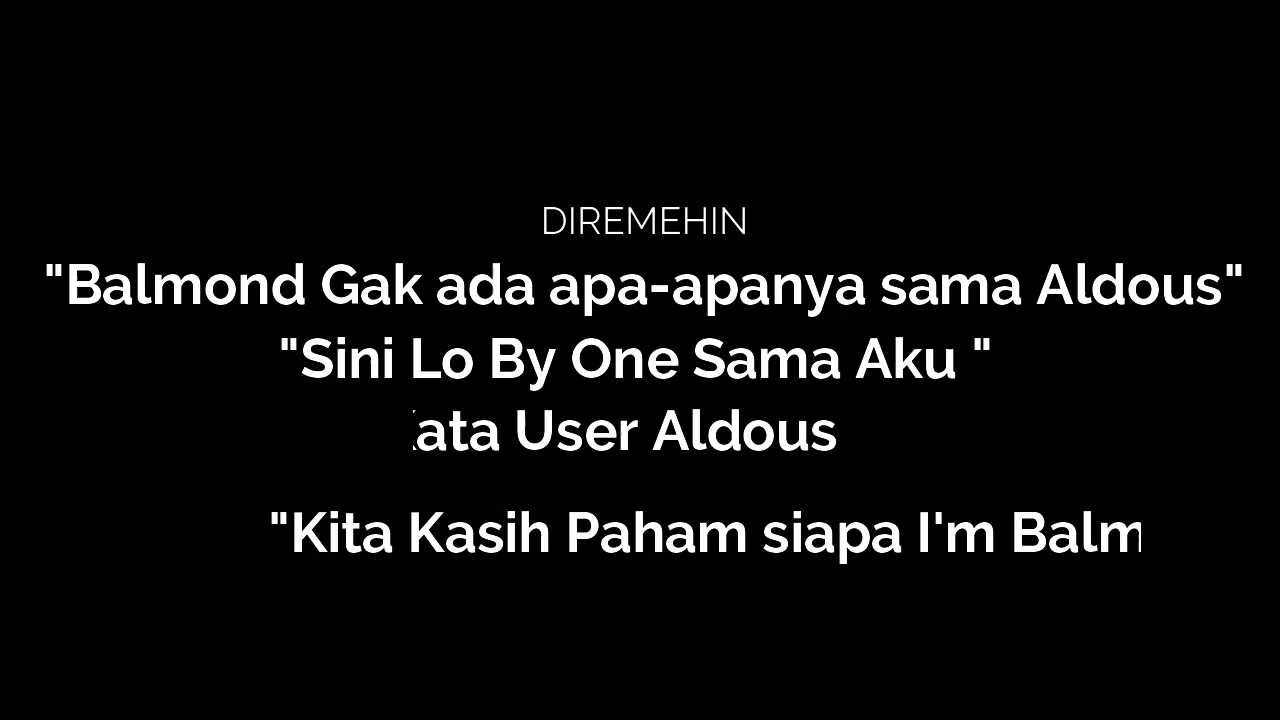 DIREMEHIN
"Balmond Gak ada apa-apanya sama Aldous"
"Sini Lo By One Sama Aku "
User Aldous
"Kita Kasih Paham siapa I'm